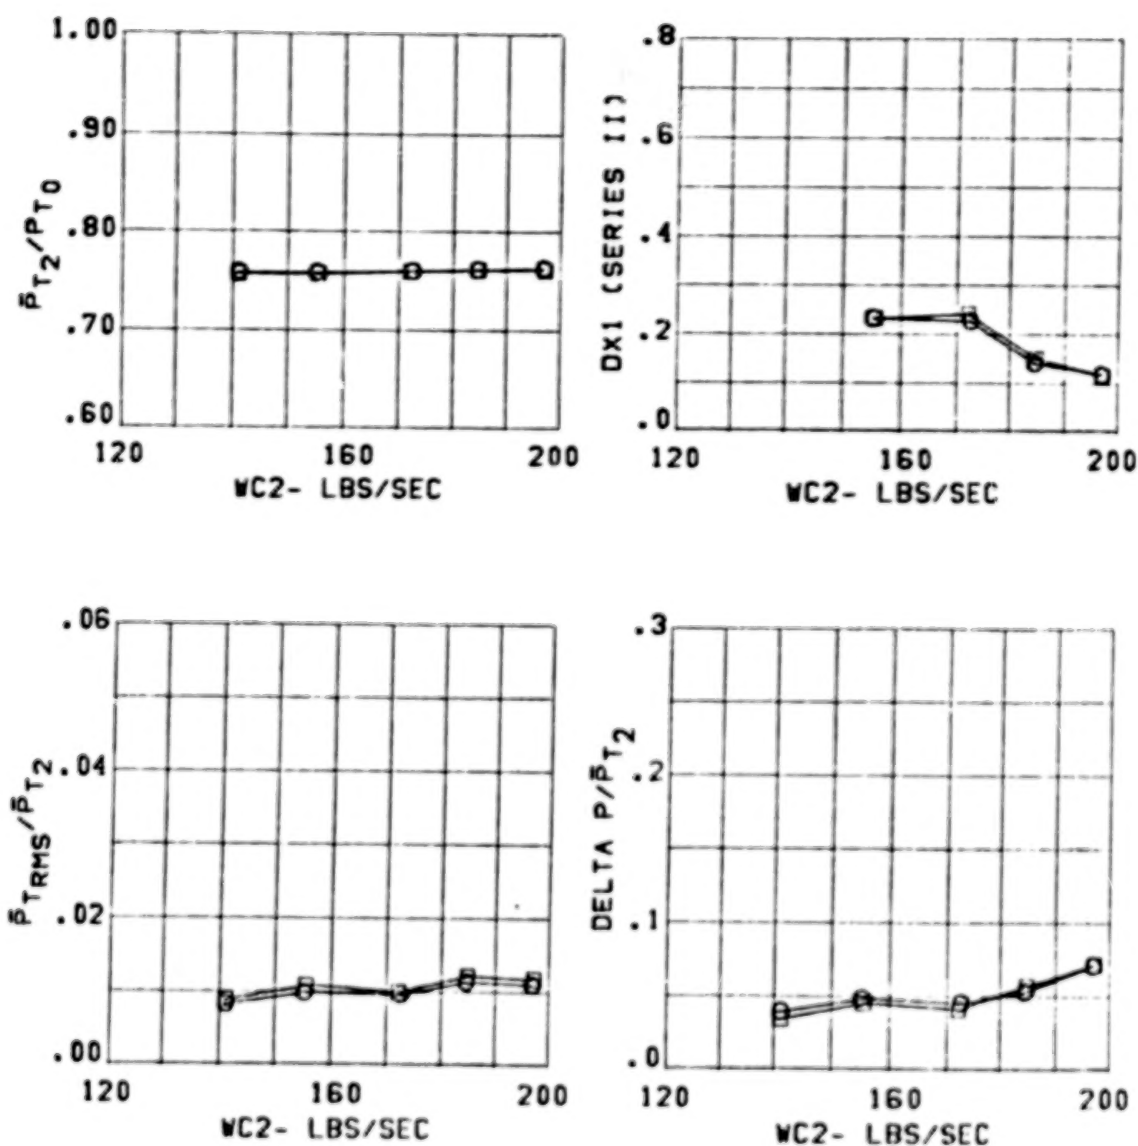 1.00
.90
.80
.70
.60
P̄T2/PT0
120 160 200
WC2- LBS/SEC
.8
.6
.4
.2
.0
DX1 (SERIES II)
120 160 200
WC2- LBS/SEC
.06
.04
.02
.00
P̄TRMS/P̄T2
120 160 200
WC2- LBS/SEC
.3
.2
.1
.0
DELTA P/P̄T2
120 160 200
WC2- LBS/SEC